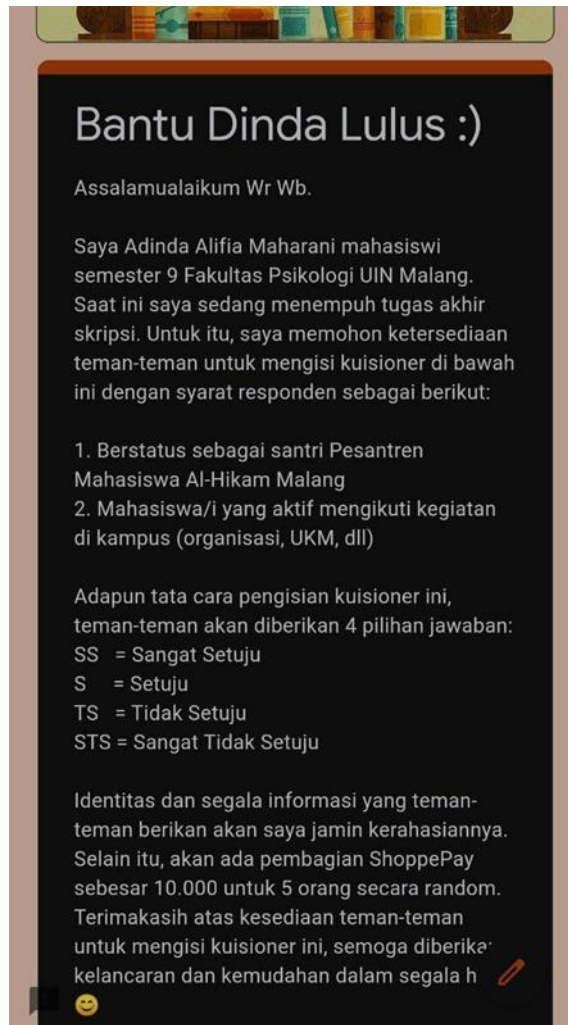 Bantu Dinda Lulus :)
Assalamualaikum Wr Wb.
Saya Adinda Alifia Maharani mahasiswi
semester 9 Fakultas Psikologi UIN Malang.
Saat ini saya sedang menempuh tugas akhir
skripsi. Untuk itu, saya memohon ketersediaan
teman-teman untuk mengisi kuisioner di bawah
ini dengan syarat responden sebagai berikut:
1. Berstatus sebagai santri Pesantren
Mahasiswa Al-Hikam Malang
2. Mahasiswa/i yang aktif mengikuti kegiatan
di kampus (organisasi, UKM, dll)
Adapun tata cara pengisian kuisioner ini,
teman-teman akan diberikan 4 pilihan jawaban:
SS = Sangat Setuju
S = Setuju
TS = Tidak Setuju
STS = Sangat Tidak Setuju
Identitas dan segala informasi yang teman-
teman berikan akan saya jamin kerahasiannya.
Selain itu, akan ada pembagian ShoppePay
sebesar 10.000 untuk 5 orang secara random.
Terimakasih atas kesediaan teman-teman
untuk mengisi kuisioner ini, semoga
kelancaran dan kemudahan dalam segala
😊